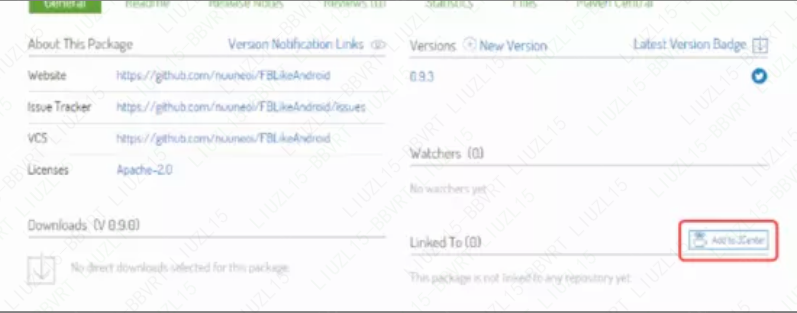 General Readme Release Notes Reviews (0) Statistics Files Maven Central
About This Package Version Notification Links
Website https://github.com/nuuneoi/FBLikeAndroid
Issue Tracker https://github.com/nuuneoi/FBLikeAndroid/issues
VCS https://github.com/nuuneoi/FBLikeAndroid
Licenses Apache-2.0
Downloads (V 0.9.0)
No direct downloads selected for this package.
Versions New Version Latest Version Badge
0.9.3
Watchers (0)
No watchers yet
Linked To (0) Add to JCenter
This package is not linked to any repository yet